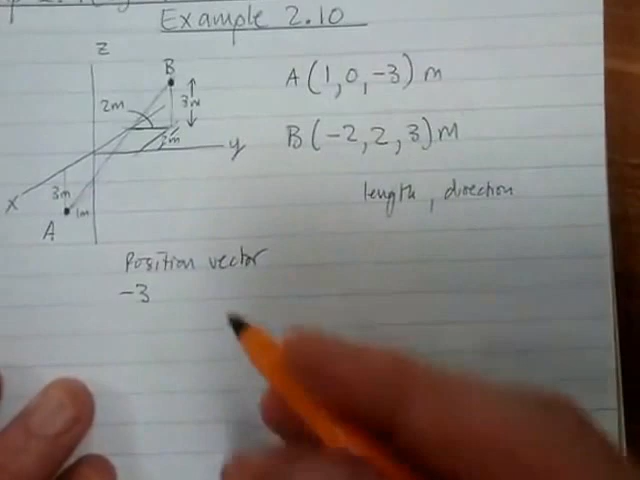 Example 2.10
z
B
A(1, 0, -3) m
2m
3m
B(-2, 2, 3) m
2m
y
length, direction
x
3m
1m
A
Position vector
-3